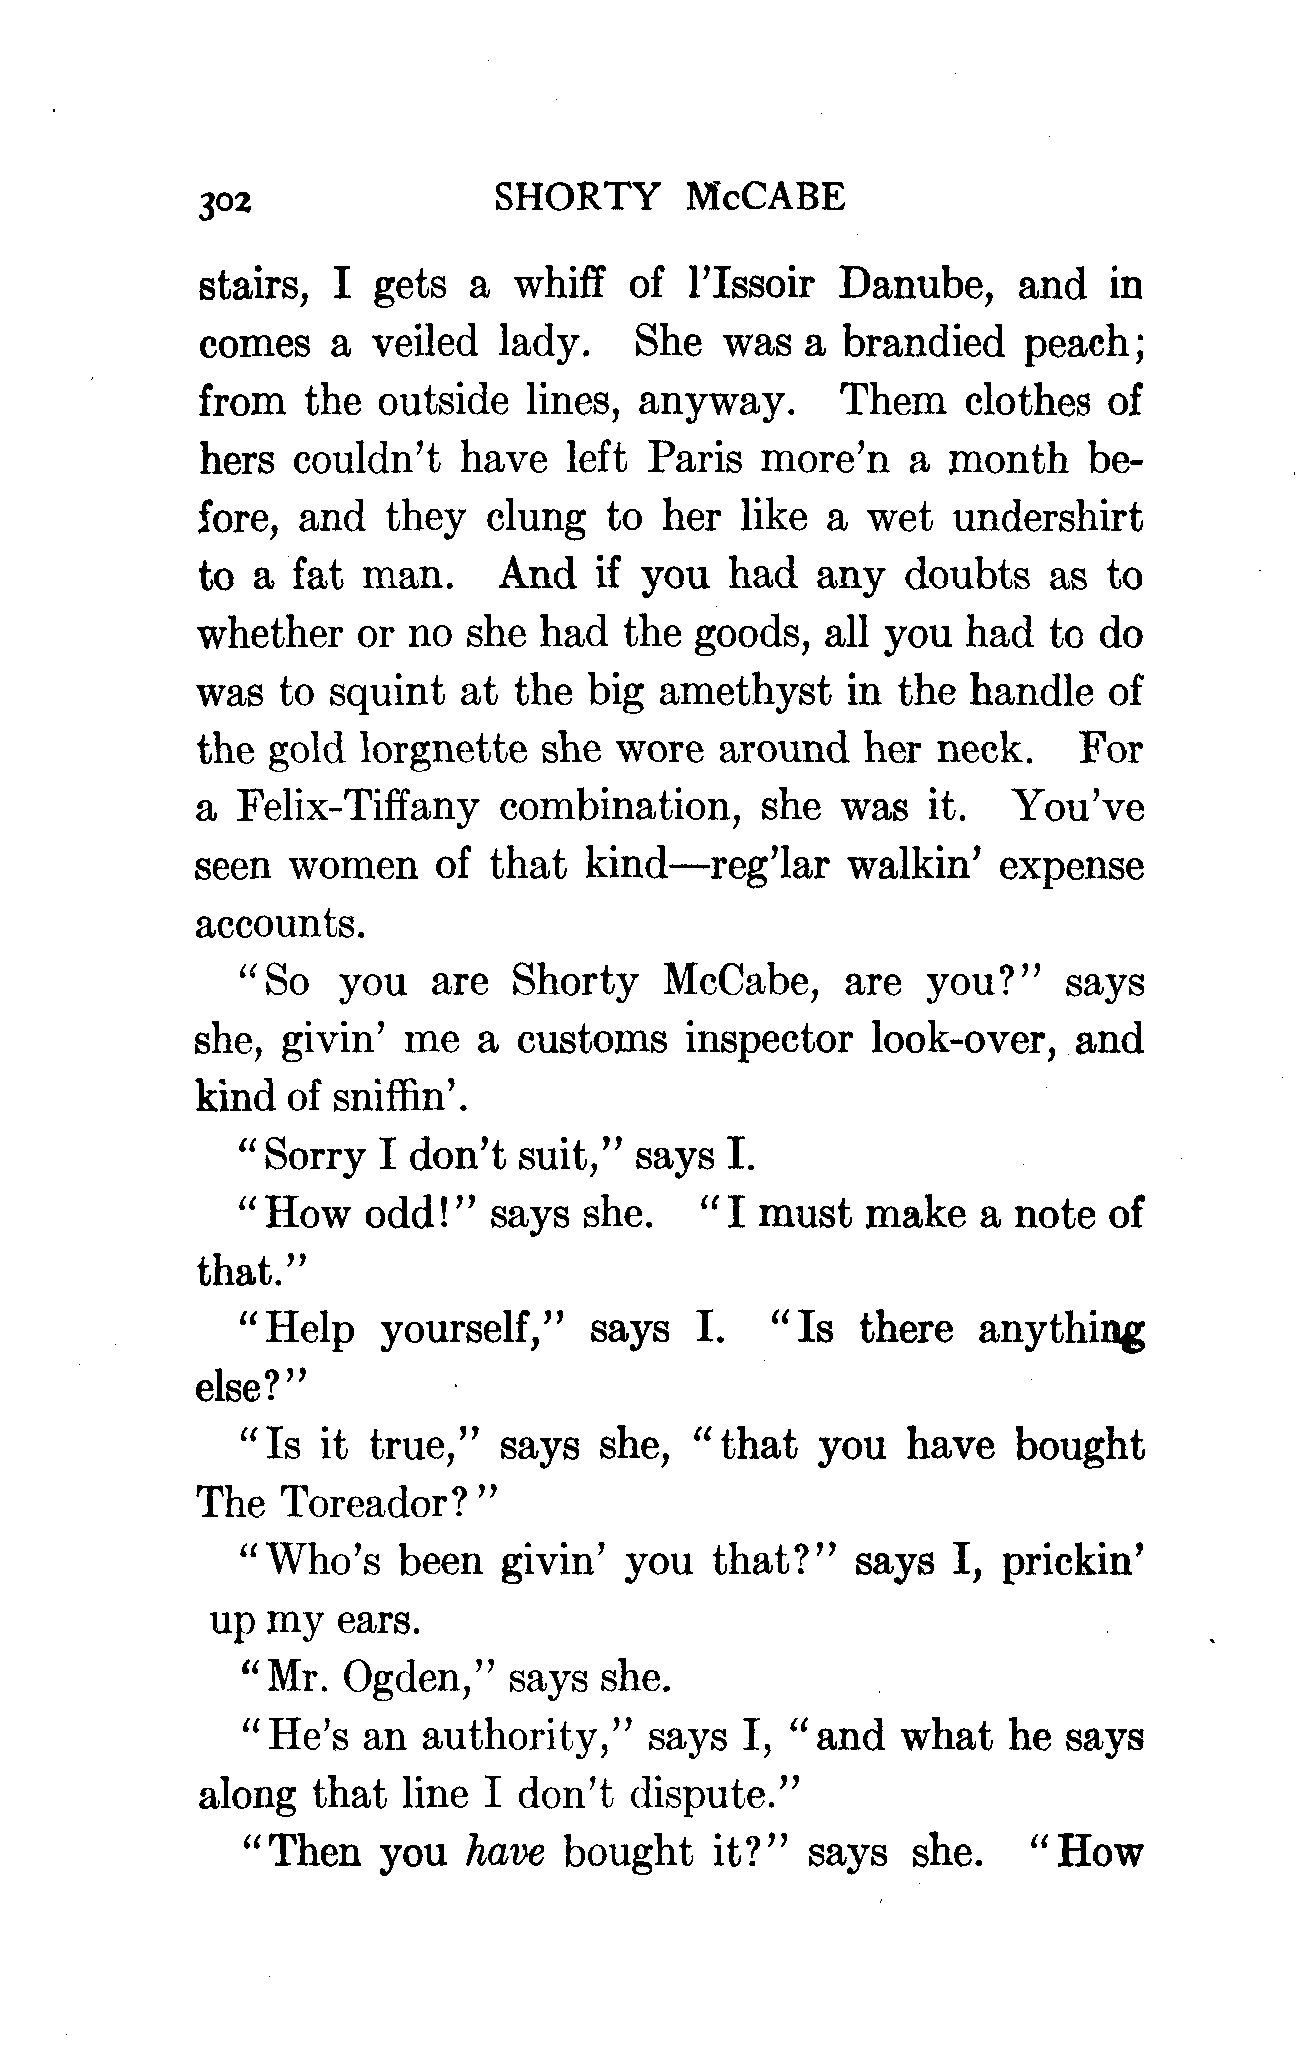 302 SHORTY McCABE
stairs, I gets a whiff of l'Issoir Danube, and in
comes a veiled lady. She was a brandied peach;
from the outside lines, anyway. Them clothes of
hers couldn't have left Paris more'n a month be-
fore, and they clung to her like a wet undershirt
to a fat man. And if you had any doubts as to
whether or no she had the goods, all you had to do
was to squint at the big amethyst in the handle of
the gold lorgnette she wore around her neck. For
a Felix-Tiffany combination, she was it. You've
seen women of that kind—reg'lar walkin' expense
accounts.
"So you are Shorty McCabe, are you?" says
she, givin' me a customs inspector look-over, and
kind of sniffin'.
"Sorry I don't suit," says I.
"How odd!" says she. "I must make a note of
that."
"Help yourself," says I. "Is there anything
else?"
"Is it true," says she, "that you have bought
The Toreador?"
"Who's been givin' you that?" says I, prickin'
up my ears.
"Mr. Ogden," says she.
"He's an authority," says I, "and what he says
along that line I don't dispute."
"Then you have bought it?" says she. "How